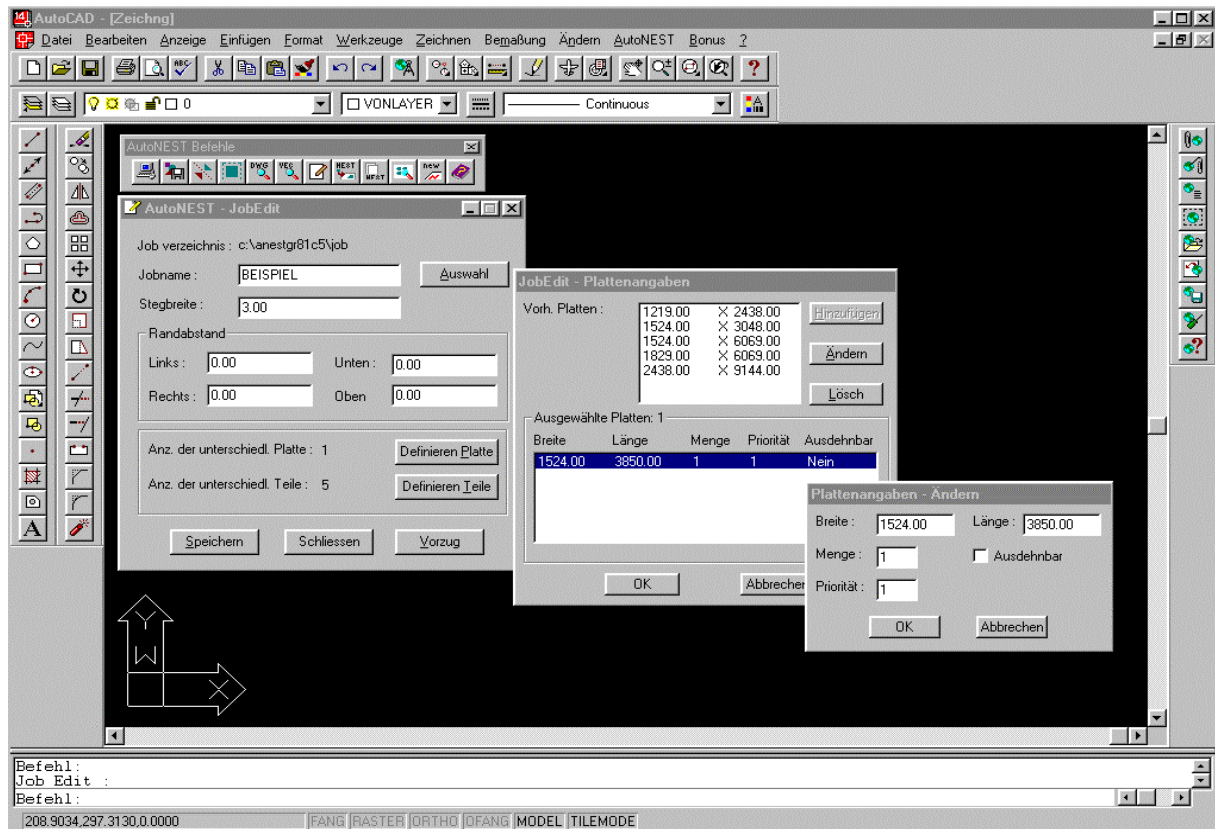 AutoCAD - [Zeichng]
Datei Bearbeiten Anzeige Einfügen Format Werkzeuge Zeichnen Bemaßung Ändern AutoNEST Bonus ?
0 VONLAYER Continuous
AutoNEST Befehle
AutoNEST - JobEdit
Job verzeichnis : c:\anestgr81c5\job
Jobname : BEISPIEL Auswahl
Stegbreite : 3.00
Randabstand
Links : 0.00 Unten : 0.00
Rechts : 0.00 Oben 0.00
Anz. der unterschiedl. Platte : 1 Definieren Platte
Anz. der unterschiedl. Teile : 5 Definieren Teile
Speichern Schliessen Vorzug
JobEdit - Plattenangaben
Vorh. Platten :
1219.00 X 2438.00
1524.00 X 3048.00
1524.00 X 6069.00
1829.00 X 6069.00
2438.00 X 9144.00
Hinzufügen
Ändern
Lösch
Ausgewählte Platten: 1
Breite Länge Menge Priorität Ausdehnbar
1524.00 3850.00 1 1 Nein
OK Abbrechen
Plattenangaben - Ändern
Breite : 1524.00 Länge : 3850.00
Menge : 1 Ausdehnbar
Priorität : 1
OK Abbrechen
Y
W
X
Befehl:
Job Edit :
Befehl:
208.9034,297.3130,0.0000 FANG RASTER ORTHO OFANG MODEL TILEMODE